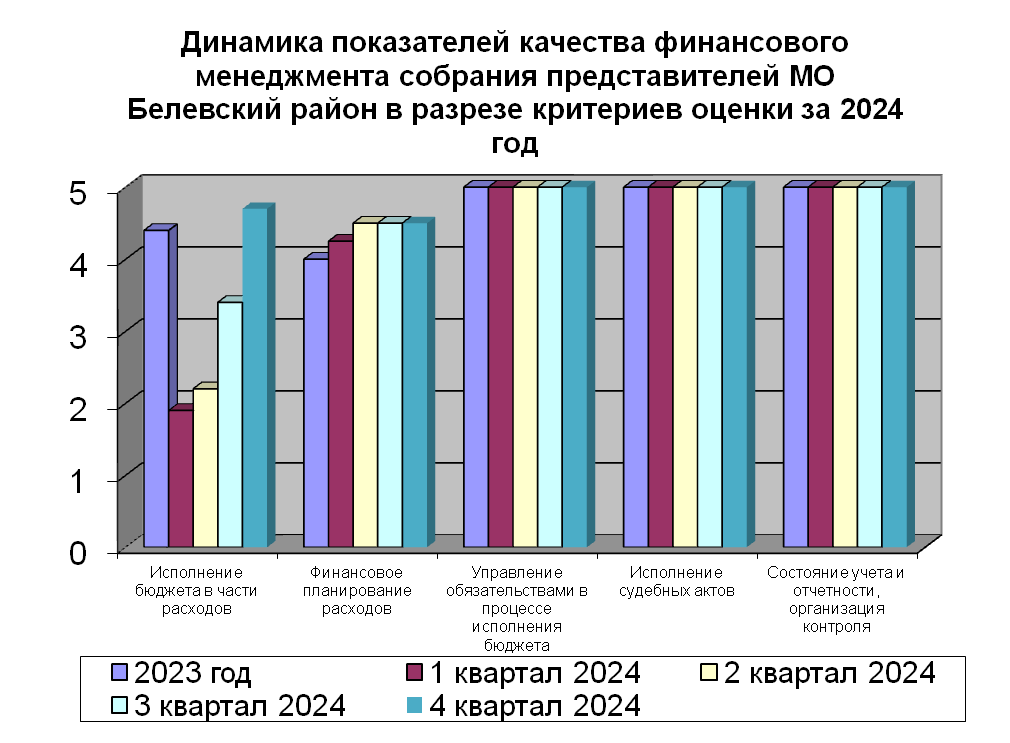 Динамика показателей качества финансового
менеджмента собрания представителей МО
Белевский район в разрезе критериев оценки за 2024
год
5
4
3
2
1
0
Исполнение
бюджета в части
расходов
Финансовое
планирование
расходов
Управление
обязательствами в
процессе
исполнения
бюджета
Исполнение
судебных актов
Состояние учета и
отчетности,
организация
контроля
2023 год
1 квартал 2024
2 квартал 2024
3 квартал 2024
4 квартал 2024